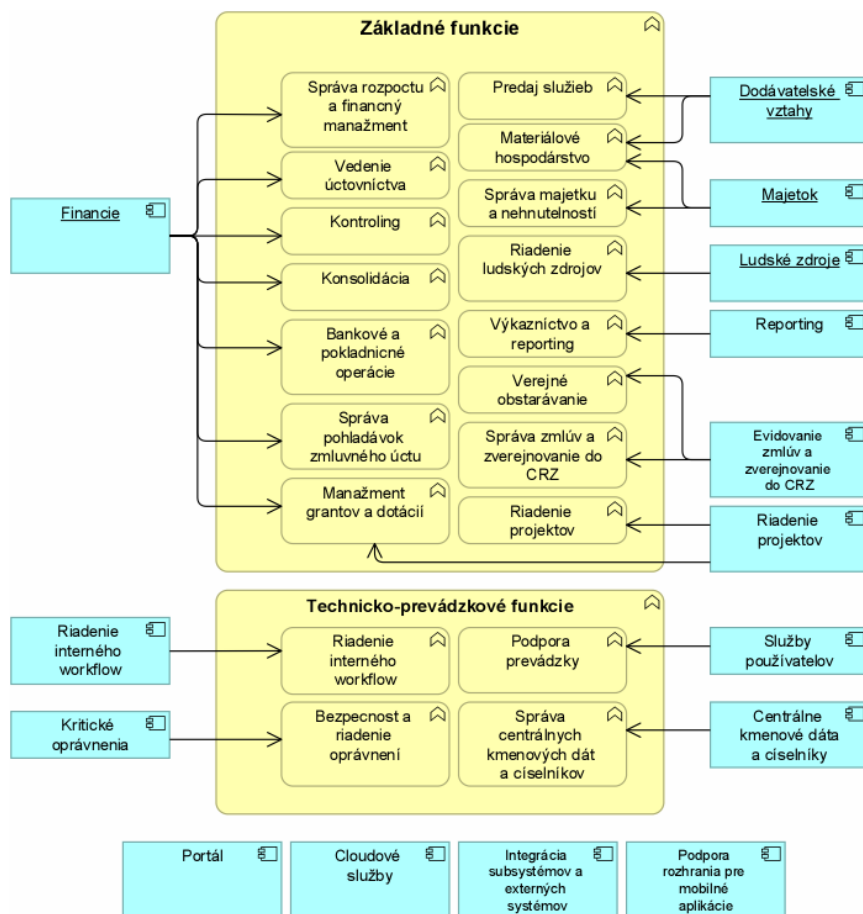 Základné funkcie
Správa rozpoctu
a financný
manažment
Vedenie
úctovníctva
Kontroling
Konsolidácia
Bankové a
pokladnicné
operácie
Správa
pohladávok
zmluvného úctu
Manažment
grantov a dotácií
Predaj služieb
Materiálové
hospodárstvo
Správa majetku
a nehnutelností
Riadenie
ludských zdrojov
Výkazníctvo a
reporting
Verejné
obstarávanie
Správa zmlúv a
zverejnovanie do
CRZ
Riadenie
projektov
Financie
Dodávatelské
vztahy
Majetok
Ludské zdroje
Reporting
Evidovanie
zmlúv a
zverejnovanie
do CRZ
Riadenie
projektov
Technicko-prevádzkové funkcie
Riadenie
interného
workflow
Bezpecnost a
riadenie
oprávnení
Podpora
prevádzky
Správa
centrálnych
kmenových dát
a císelníkov
Riadenie
interného
workflow
Kritické
oprávnenia
Služby
používatelov
Centrálne
kmenové dáta
a císelníky
Portál
Cloudové
služby
Integrácia
subsystémov a
externých
systémov
Podpora
rozhrania pre
mobilné
aplikácie